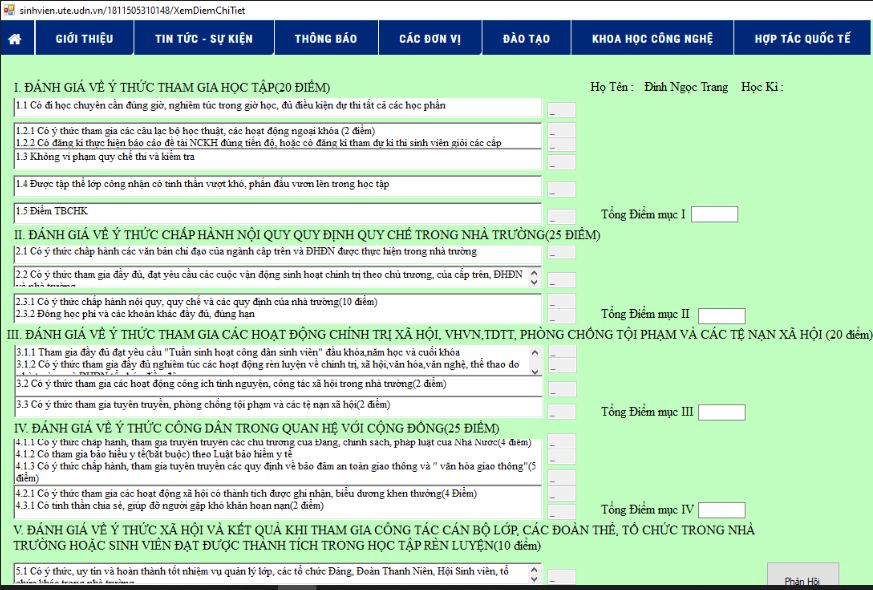 sinhvien.ute.udn.vn/1811505310148/XemDiemChiTiet
GIỚI THIỆU TIN TỨC - SỰ KIỆN THÔNG BÁO CÁC ĐƠN VỊ ĐÀO TẠO KHOA HỌC CÔNG NGHỆ HỢP TÁC QUỐC TẾ
I. ĐÁNH GIÁ VỀ Ý THỨC THAM GIA HỌC TẬP(20 ĐIỂM) Họ Tên : Đinh Ngọc Trang Học Kì :
1.1 Có đi học chuyên cần đúng giờ, nghiêm túc trong giờ học, đủ điều kiện dự thi tất cả các học phần
1.2.1 Có ý thức tham gia các câu lạc bộ học thuật, các hoạt động ngoại khóa (2 điểm)
1.2.2 Có đăng kí thực hiện báo cáo đề tài NCKH đúng tiến độ, hoặc có đăng kí tham dự kì thi sinh viên giỏi các cấp
1.3 Không vi phạm quy chế thi và kiểm tra
1.4 Được tập thể lớp công nhận có tinh thần vượt khó, phấn đấu vươn lên trong học tập
1.5 Điểm TBCHK
Tổng Điểm mục I
II. ĐÁNH GIÁ VỀ Ý THỨC CHẤP HÀNH NỘI QUY QUY ĐỊNH QUY CHẾ TRONG NHÀ TRƯỜNG(25 ĐIỂM)
2.1 Có ý thức chấp hành các văn bản chỉ đạo của ngành cấp trên và ĐHĐN được thực hiện trong nhà trường
2.2 Có ý thức tham gia đầy đủ, đạt yêu cầu các cuộc vận động sinh hoạt chính trị theo chủ trương, của cấp trên, ĐHĐN
và nhà trường
2.3.1 Có ý thức chấp hành nội quy, quy chế và các quy định của nhà trường(10 điểm)
2.3.2 Đóng học phí và các khoản khác đầy đủ, đúng hạn
Tổng Điểm mục II
III. ĐÁNH GIÁ VỀ Ý THỨC THAM GIA CÁC HOẠT ĐỘNG CHÍNH TRỊ XÃ HỘI, VHVN,TDTT, PHÒNG CHỐNG TỘI PHẠM VÀ CÁC TỆ NẠN XÃ HỘI (20 điểm)
3.1.1 Tham gia đầy đủ đạt yêu cầu "Tuần sinh hoạt công dân sinh viên" đầu khóa,năm học và cuối khóa
3.1.2 Có ý thức tham gia đầy đủ nghiêm túc các hoạt động rèn luyện về chính trị, xã hội,văn hóa,văn nghệ, thể thao do
3.2 Có ý thức tham gia các hoạt động công ích tình nguyện, công tác xã hội trong nhà trường(2 điểm)
3.3 Có ý thức tham gia tuyên truyền, phòng chống tội phạm và các tệ nạn xã hội(2 điểm)
Tổng Điểm mục III
IV. ĐÁNH GIÁ VỀ Ý THỨC CÔNG DÂN TRONG QUAN HỆ VỚI CỘNG ĐỒNG(25 ĐIỂM)
4.1.1 Có ý thức chấp hành, tham gia truyên truyền các chủ trương của Đảng, chính sách, pháp luật của Nhà Nước(4 điểm)
4.1.2 Có tham gia bảo hiểu y tế(bắt buộc) theo Luật bảo hiểm y tế
4.1.3 Có ý thức chấp hành, tham gia tuyên truyền các quy định về bảo đảm an toàn giao thông và " văn hóa giao thông"(5
điểm)
4.2.1 Có ý thức tham gia các hoạt động xã hội có thành tích được ghi nhận, biểu dương khen thưởng(4 Điểm)
4.3.1 Có tinh thần chia sẻ, giúp đỡ người gặp khó khăn hoạn nạn(2 điểm)
Tổng Điểm mục IV
V. ĐÁNH GIÁ VỀ Ý THỨC XÃ HỘI VÀ KẾT QUẢ KHI THAM GIA CÔNG TÁC CÁN BỘ LỚP, CÁC ĐOÀN THỂ, TỔ CHỨC TRONG NHÀ
TRƯỜNG HOẶC SINH VIÊN ĐẠT ĐƯỢC THÀNH TÍCH TRONG HỌC TẬP RÈN LUYỆN(10 điểm)
5.1 Có ý thức, uy tín và hoàn thành tốt nhiệm vụ quản lý lớp, các tổ chức Đảng, Đoàn Thanh Niên, Hội Sinh viên, tổ
chức khác trong nhà trường
Phản Hồi